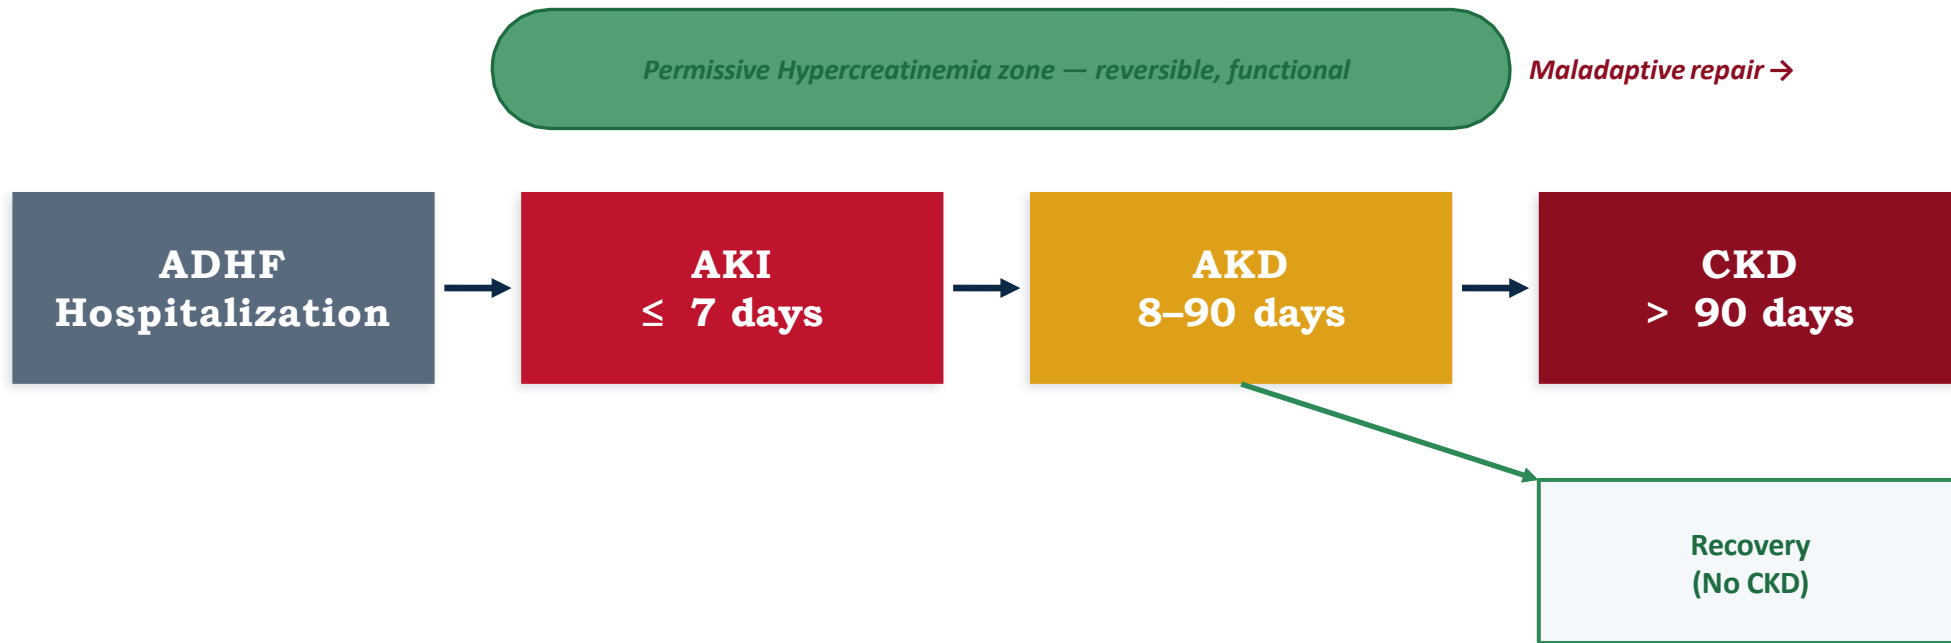 Permissive Hypercreatinemia zone — reversible, functional
Maladaptive repair →
ADHF
Hospitalization
AKI
≤ 7 days
AKD
8–90 days
CKD
> 90 days
Recovery
(No CKD)